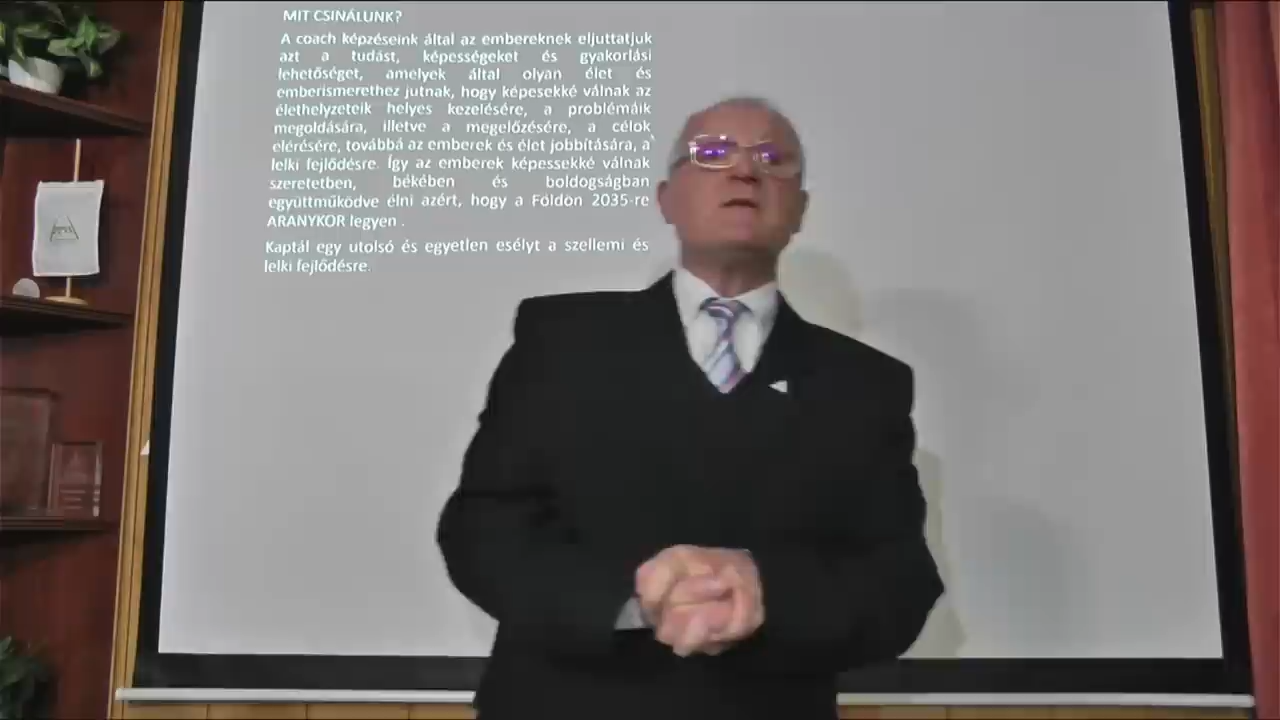 MIT CSINÁLUNK?
A coach képzéseink által az embereknek eljuttatjuk
azt a tudást, képességeket és gyakorlási
lehetőséget, amelyek által olyan élet és
emberismerethez jutnak, hogy képesekké válnak az
élethelyzeteik helyes kezelésére, a problémáik
megoldására, illetve a megelőzésére, a célok
elérésére, továbbá az emberek és élet jobbítására, a
lelki fejlődésre. Így az emberek képessekké válnak
szeretetben, békében és boldogságban
együttműködve élni azért, hogy a Földön 2035-re
ARANYKOR legyen .
Kaptál egy utolsó és egyetlen esélyt a szellemi és
lelki fejlődésre.